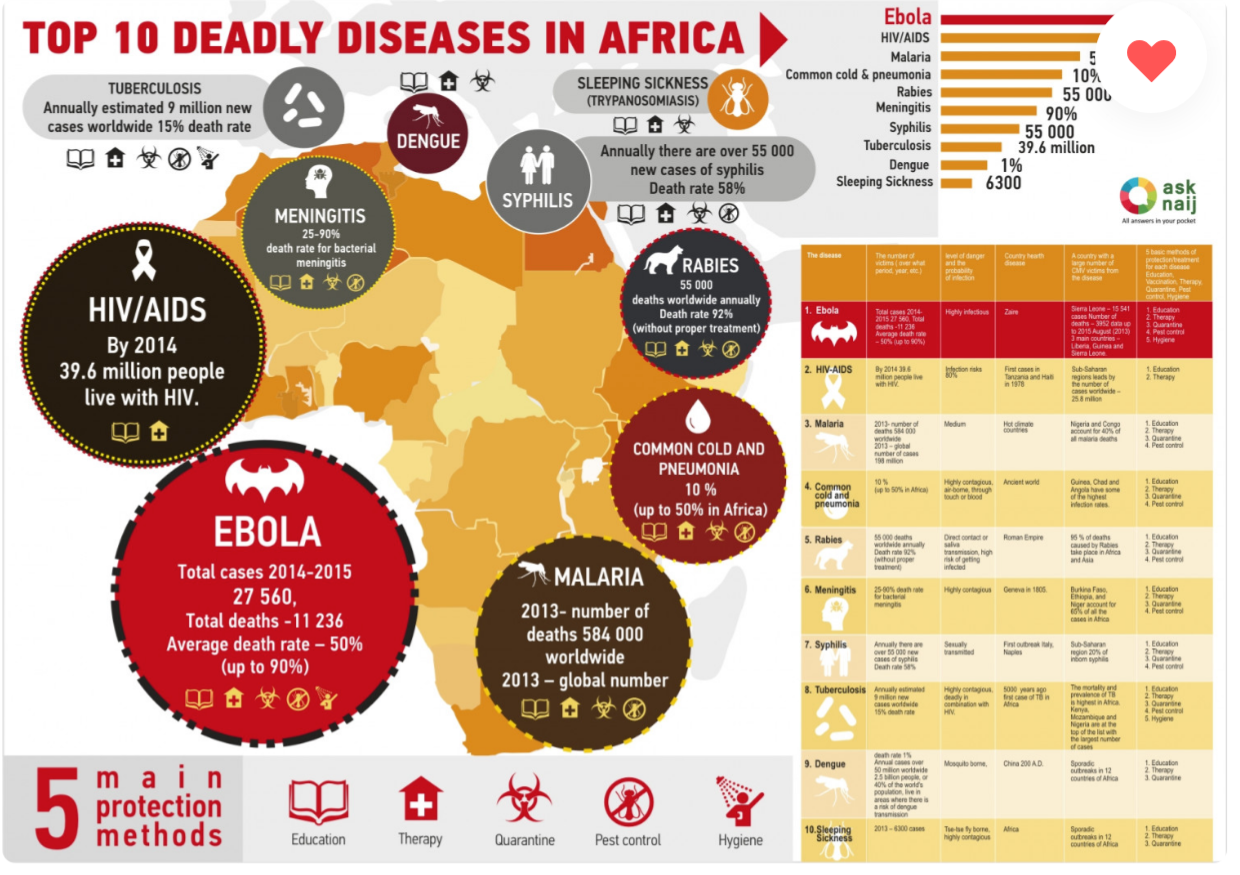 TOP 10 DEADLY DISEASES IN AFRICA
TUBERCULOSIS
Annually estimated 9 million new
cases worldwide 15% death rate
DENGUE
SLEEPING SICKNESS
(TRYPANOSOMIASIS)
SYPHILIS
Annually there are over 55 000
new cases of syphilis
Death rate 58%
MENINGITIS
25-90%
death rate for bacterial
meningitis
HIV/AIDS
By 2014
39.6 million people
live with HIV.
RABIES
55 000
deaths worldwide annually
Death rate 92%
(without proper treatment)
COMMON COLD AND
PNEUMONIA
10 %
(up to 50% in Africa)
EBOLA
Total cases 2014-2015
27 560,
Total deaths -11 236
Average death rate – 50%
(up to 90%)
MALARIA
2013- number of
deaths 584 000
worldwide
2013 – global number
5 main
protection
methods
Education
Therapy
Quarantine
Pest control
Hygiene
Ebola
HIV/AIDS
Malaria 5
Common cold & pneumonia 10%
Rabies 55 000
Meningitis 90%
Syphilis 55 000
Tuberculosis 39.6 million
Dengue 1%
Sleeping Sickness 6300
ask
naij
All answers in your pocket
The disease
The number of
victims ( over what
period, year, etc.)
level of danger
and the
probability
of infection
Country health
disease
A country with a
large number of
victims from
the disease
5 basic methods of
protection/treatment
for each disease
Education,
Vaccination, Therapy,
Quarantine, Pest
control, Hygiene
1. Ebola
Total cases 2014-
2015 27 560, Total
deaths -11 236
Average death rate
– 50% (up to 90%)
Highly infectious
Zaire
Sierra Leone – 15 541
cases Number of
deaths – 3952 data up
to 2015 August (2013)
3 main countries –
Liberia, Guinea and
Sierra Leone.
1. Education
2. Therapy
3. Quarantine
4. Pest control
5. Hygiene
2. HIV-AIDS
By 2014 39.6
million people live
with HIV.
Infection risks
80%
First cases in
Tanzania and Haiti
in 1978
Sub-Saharan
regions leads by
the number of
cases worldwide –
25.8 million
1. Education
2. Therapy
3. Malaria
2013- number of
deaths 584 000
worldwide
2013 – global
number of cases
198 million
Medium
Hot climate
countries
Nigeria and Congo
account for 40% of
all malaria deaths
1. Education
2. Therapy
3. Quarantine
4. Pest control
4. Common
cold and
pneumonia
10 %
(up to 50% in Africa)
Highly contagious,
air-borne, through
touch or blood
Ancient world
Guinea, Chad and
Angola have some
of the highest
infection rates.
1. Education
2. Therapy
3. Quarantine
4. Pest control
5. Rabies
55 000 deaths
worldwide annually
Death rate 92%
(without proper
treatment)
Direct contact or
saliva
transmission, high
risk of getting
infected
Roman Empire
95 % of deaths
caused by Rabies
take place in Africa
and Asia
1. Education
2. Therapy
3. Quarantine
4. Pest control
6. Meningitis
25-90% death rate
for bacterial
meningitis
Highly contagious
Geneva in 1805.
Burkina Faso,
Ethiopia, and
Niger account for
65% of all the
cases in Africa
1. Education
2. Therapy
3. Quarantine
4. Pest control
7. Syphilis
Annually there are
over 55 000 new
cases of syphilis
Death rate 58%
Sexually
transmitted
First outbreak Italy,
Naples
Sub-Saharan
region 20% of
inborn syphilis
1. Education
2. Therapy
3. Quarantine
4. Pest control
8. Tuberculosis
Annually estimated
9 million new
cases worldwide
15% death rate
Highly contagious,
deadly in
combination with
HIV.
5000 years ago
first case of TB in
Africa
The mortality and
prevalence of TB
is highest in Africa.
Kenya,
Mozambique and
Nigeria are at the
top of the list with
the largest number
of cases
1. Education
2. Therapy
3. Quarantine
4. Pest control
5. Hygiene
9. Dengue
death rate 1%
Annual cases over
50 million worldwide
2.5 billion people, or
40% of the world's
population, live in
areas where there is
a risk of dengue
transmission
Mosquito borne,
China 200 A.D.
Sporadic
outbreaks in 12
countries of Africa
1. Education
2. Therapy
3. Quarantine
10.Sleeping
Sickness
2013 – 6300 cases
Tse-tse fly borne,
highly contagious
Africa
Sporadic
outbreaks in 12
countries of Africa
1. Education
2. Therapy
3. Quarantine